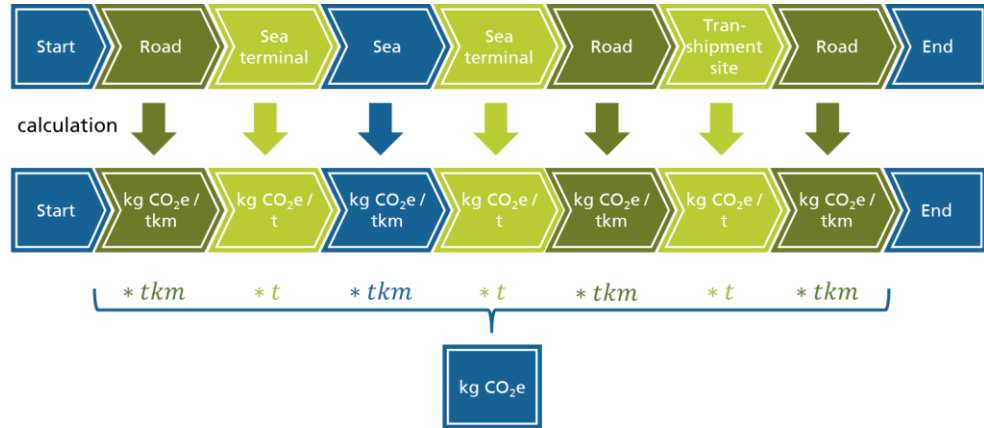 Start
Road
Sea
terminal
Sea
Sea
terminal
Road
Tran-
shipment
site
Road
End
calculation
Start
kg CO₂e /
tkm
kg CO₂e /
t
kg CO₂e /
tkm
kg CO₂e /
t
kg CO₂e /
tkm
kg CO₂e /
t
kg CO₂e /
tkm
End
* tkm
* t
* tkm
* t
* tkm
* t
* tkm
kg CO₂e